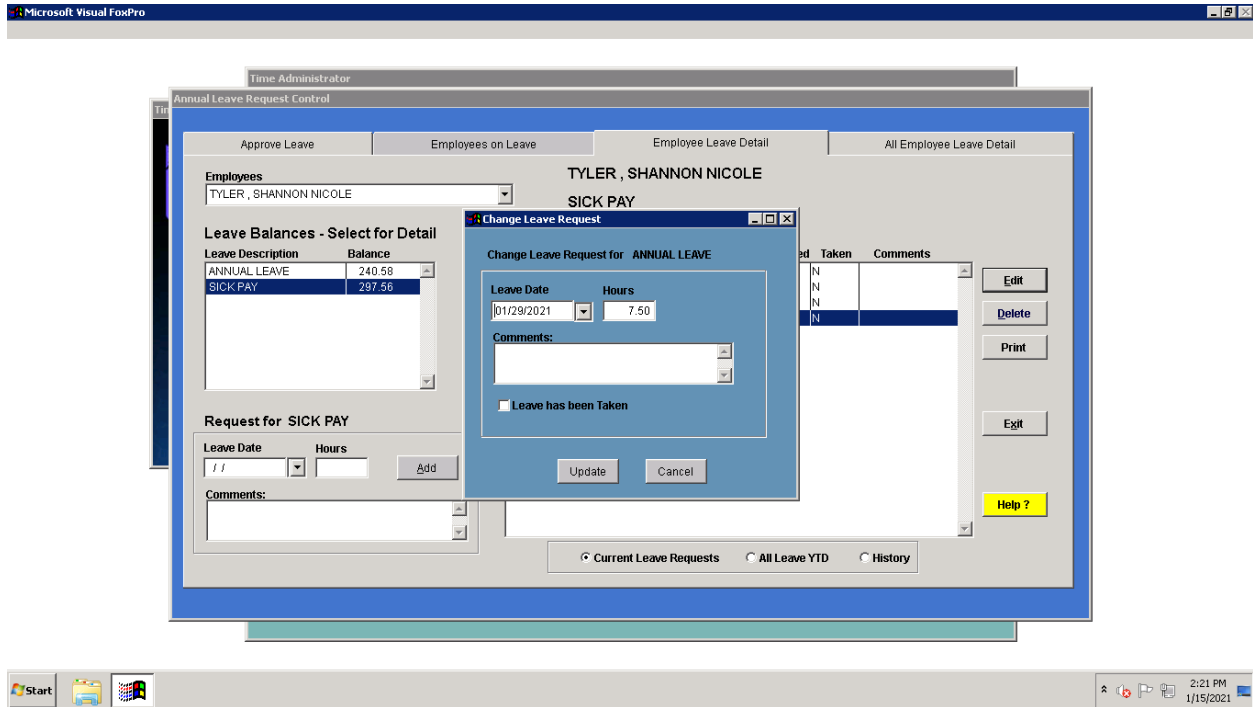 Microsoft Visual FoxPro
Time Administrator
Annual Leave Request Control
Approve Leave
Employees on Leave
Employee Leave Detail
All Employee Leave Detail
Employees
TYLER , SHANNON NICOLE
TYLER , SHANNON NICOLE
SICK PAY
Leave Balances - Select for Detail
Leave Description Balance
ANNUAL LEAVE 240.58
SICK PAY 297.56
Taken Comments
N
N
N
N
Change Leave Request
Change Leave Request for ANNUAL LEAVE
Leave Date Hours
01/29/2021 7.50
Comments:
Leave has been Taken
Update Cancel
Edit
Delete
Print
Exit
Help ?
Request for SICK PAY
Leave Date Hours
/ / Add
Comments:
Current Leave Requests All Leave YTD History
Start
2:21 PM
1/15/2021